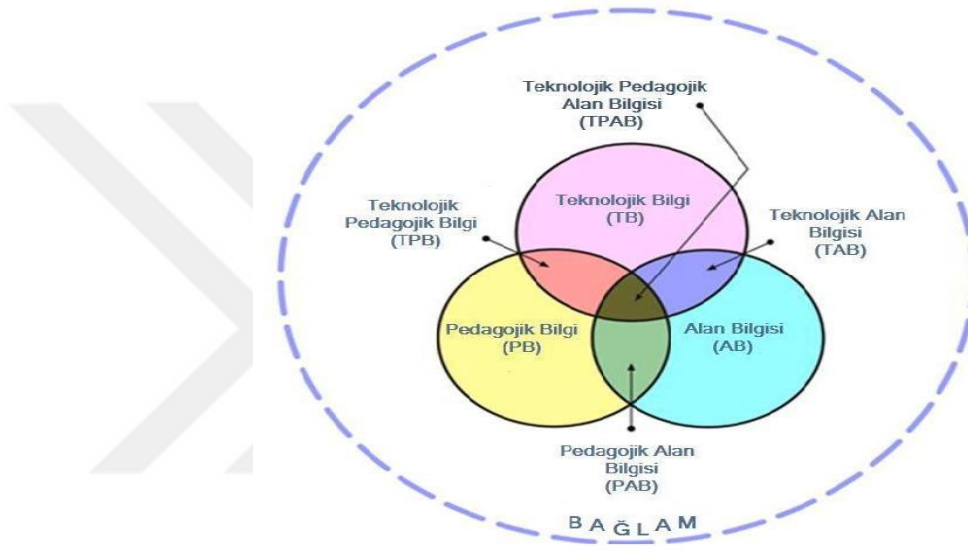 Teknolojik Pedagojik
Alan Bilgisi
(TPAB)
Teknolojik
Pedagojik Bilgi
(TPB)
Teknolojik Bilgi
(TB)
Teknolojik Alan
Bilgisi
(TAB)
Pedagojik Bilgi
(PB)
Alan Bilgisi
(AB)
Pedagojik Alan
Bilgisi
(PAB)
BAĞLAM